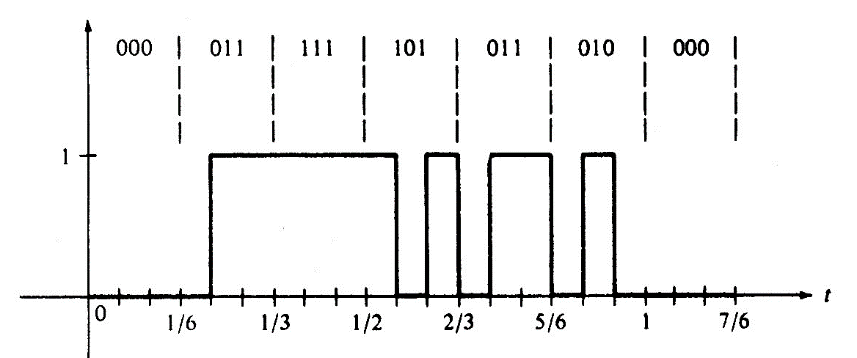 000 011 111 101 011 010 000
1
t
0 1/6 1/3 1/2 2/3 5/6 1 7/6